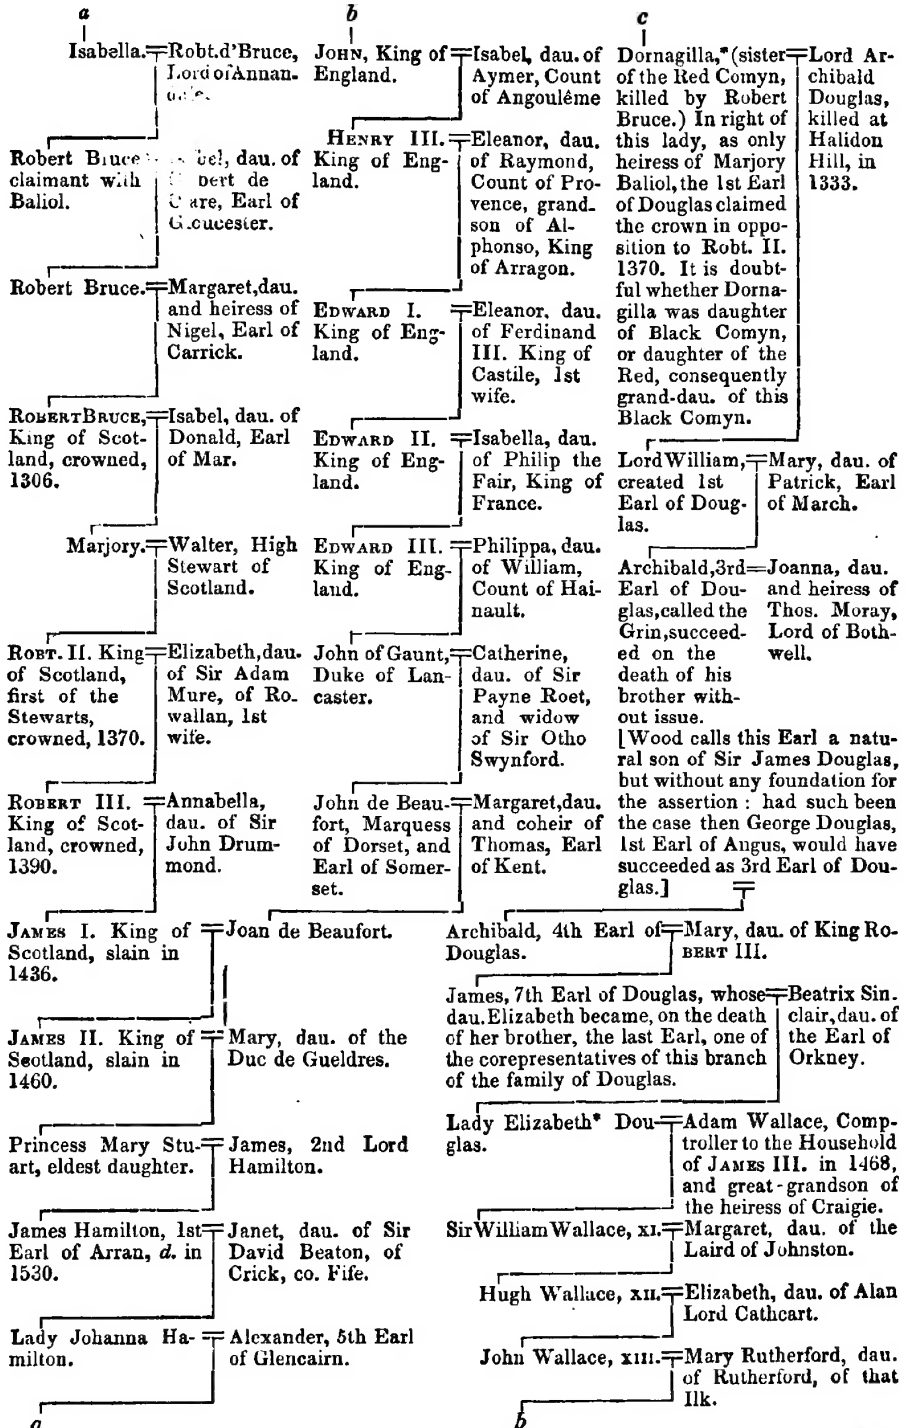 a
Isabella.
Robt.d'Bruce,
Lord of Annan-
Robert Bruce
claimant with
Baliol.
dau. of
de
Earl of
Gloucester.
Robert Bruce.
Margaret, dau.
and heiress of
Nigel, Earl of
Carrick.
ROBERT BRUCE,
King of Scot-
land, crowned,
1306.
Isabel, dau. of
Donald, Earl
of Mar.
Marjory.
Walter, High
Stewart of
Scotland.
ROBT. II. King
of Scotland,
first of the
Stewarts,
crowned, 1370.
Elizabeth, dau.
of Sir Adam
Mure, of Ro-
wallan, 1st
wife.
ROBERT III.
King of Scot-
land, crowned,
1390.
Annabella,
dau. of Sir
John Drum-
mond.
b
JOHN, King of
England.
Isabel, dau. of
Aymer, Count
of Angoulême
HENRY III.
King of Eng-
land.
Eleanor, dau.
of Raymond,
Count of Pro-
vence, grand-
son of Al-
phonso, King
of Arragon.
EDWARD I.
King of Eng-
land.
Eleanor, dau.
of Ferdinand
III. King of
Castile, 1st
wife.
EDWARD II.
King of Eng-
land.
Isabella, dau.
of Philip the
Fair, King of
France.
EDWARD III.
King of Eng-
land.
Philippa, dau.
of William,
Count of Hai-
nault.
John of Gaunt,
Duke of Lan-
caster.
Catherine,
dau. of Sir
Payne Roet,
and widow
of Sir Otho
Swynford.
John de Beau-
fort, Marquess
of Dorset, and
Earl of Somer-
set.
Margaret, dau.
and coheir of
Thomas, Earl
of Kent.
JAMES I. King of
Scotland, slain in
1436.
Joan de Beaufort.
JAMES II. King of
Scotland, slain in
1460.
Mary, dau. of the
Duc de Gueldres.
Princess Mary Stu-
art, eldest daughter.
James, 2nd Lord
Hamilton.
James Hamilton, 1st
Earl of Arran, d. in
1530.
Janet, dau. of Sir
David Beaton, of
Crick, co. Fife.
Lady Johanna Ha-
milton.
Alexander, 5th Earl
of Glencairn.
a
c
Dornagilla,* (sister
of the Red Comyn,
killed by Robert
Bruce.) In right of
this lady, as only
heiress of Marjory
Baliol, the 1st Earl
of Douglas claimed
the crown in oppo-
sition to Robt. II.
1370. It is doubt-
ful whether Dorna-
gilla was daughter
of Black Comyn,
or daughter of the
Red, consequently
grand-dau. of this
Black Comyn.
Lord Ar-
chibald
Douglas,
killed at
Halidon
Hill, in
1333.
Lord William,
created 1st
Earl of Doug-
las.
Mary, dau. of
Patrick, Earl
of March.
Archibald, 3rd
Earl of Dou-
glas, called the
Grin, succeed-
ed on the
death of his
brother with-
out issue.
Joanna, dau.
and heiress of
Thos. Moray,
Lord of Both-
well.
[Wood calls this Earl a natu-
ral son of Sir James Douglas,
but without any foundation for
the assertion : had such been
the case then George Douglas,
1st Earl of Angus, would have
succeeded as 3rd Earl of Dou-
glas.]
Archibald, 4th Earl of
Douglas.
Mary, dau. of King RO-
BERT III.
James, 7th Earl of Douglas, whose
dau. Elizabeth became, on the death
of her brother, the last Earl, one of
the corepresentatives of this branch
of the family of Douglas.
Beatrix Sin-
clair, dau. of
the Earl of
Orkney.
Lady Elizabeth* Dou-
glas.
Adam Wallace, Comp-
troller to the Household
of JAMES III. in 1468,
and great-grandson of
the heiress of Craigie.
Sir William Wallace, XI.
Margaret, dau. of the
Laird of Johnston.
Hugh Wallace, XII.
Elizabeth, dau. of Alan
Lord Cathcart.
John Wallace, XIII.
Mary Rutherford, dau.
of Rutherford, of that
Ilk.
b